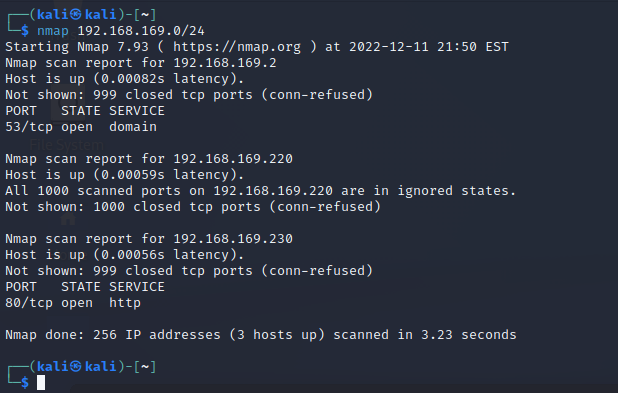 ┌──(kali㉿kali)-[~]
└─$ nmap 192.168.169.0/24
Starting Nmap 7.93 ( https://nmap.org ) at 2022-12-11 21:50 EST
Nmap scan report for 192.168.169.2
Host is up (0.00082s latency).
Not shown: 999 closed tcp ports (conn-refused)
PORT   STATE SERVICE
53/tcp open  domain
Nmap scan report for 192.168.169.220
Host is up (0.00059s latency).
All 1000 scanned ports on 192.168.169.220 are in ignored states.
Not shown: 1000 closed tcp ports (conn-refused)
Nmap scan report for 192.168.169.230
Host is up (0.00056s latency).
Not shown: 999 closed tcp ports (conn-refused)
PORT   STATE SERVICE
80/tcp open  http
Nmap done: 256 IP addresses (3 hosts up) scanned in 3.23 seconds
┌──(kali㉿kali)-[~]
└─$
File System